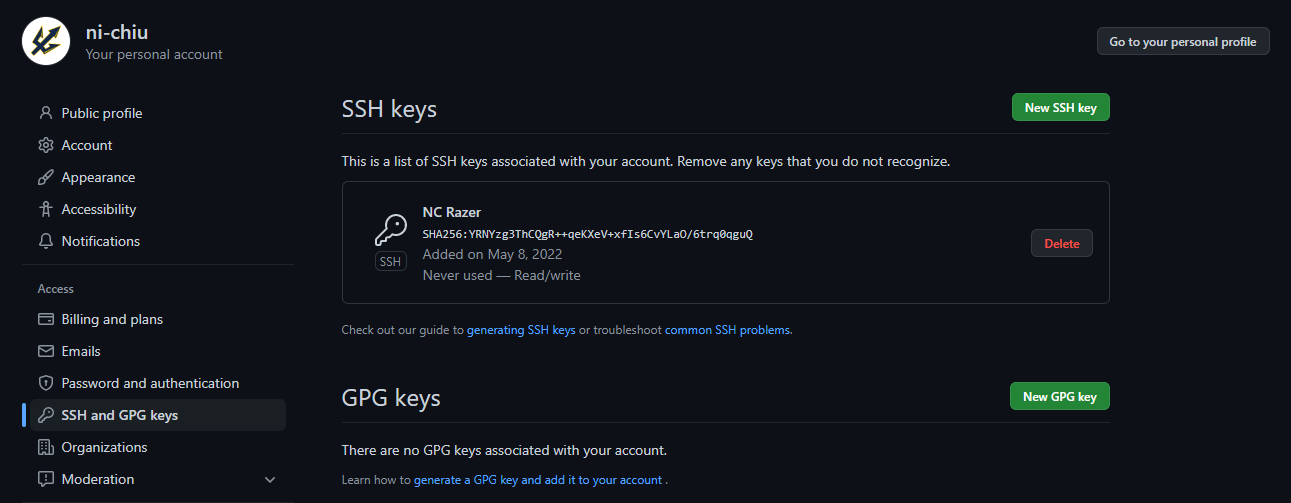 ni-chiu
Your personal account
Go to your personal profile
Public profile
Account
Appearance
Accessibility
Notifications
Access
Billing and plans
Emails
Password and authentication
SSH and GPG keys
Organizations
Moderation
SSH keys
New SSH key
This is a list of SSH keys associated with your account. Remove any keys that you do not recognize.
NC Razer
SHA256:YRNYzg3ThCQgR++qeKXeV+xfIs6CvYLaO/6trq0qguQ
SSH
Added on May 8, 2022
Never used — Read/write
Delete
Check out our guide to generating SSH keys or troubleshoot common SSH problems.
GPG keys
New GPG key
There are no GPG keys associated with your account.
Learn how to generate a GPG key and add it to your account .